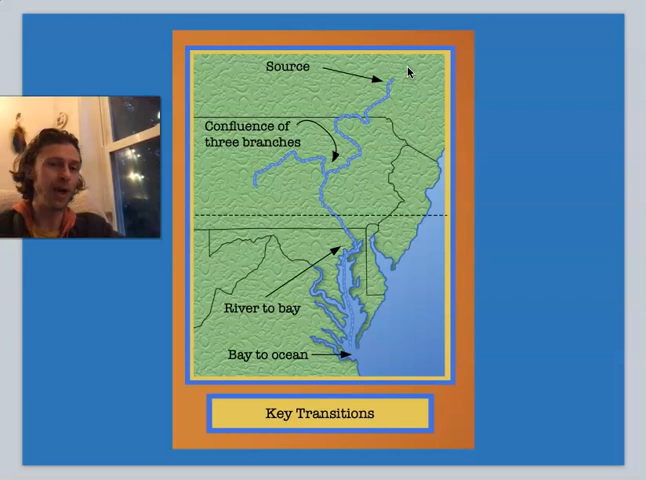 Source
Confluence of
three branches
River to bay
Bay to ocean
Key Transitions